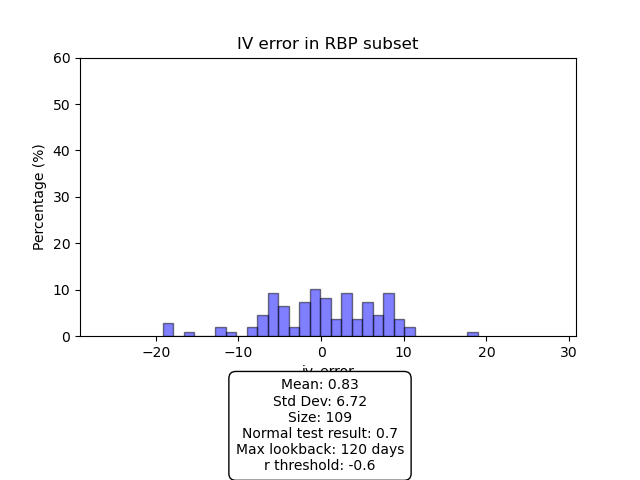 IV error in RBP subset
60
50
40
30
20
10
0
Percentage (%)
−20
−10
0
10
20
30
iv_error
Mean: 0.83
Std Dev: 6.72
Size: 109
Normal test result: 0.7
Max lookback: 120 days
r threshold: -0.6